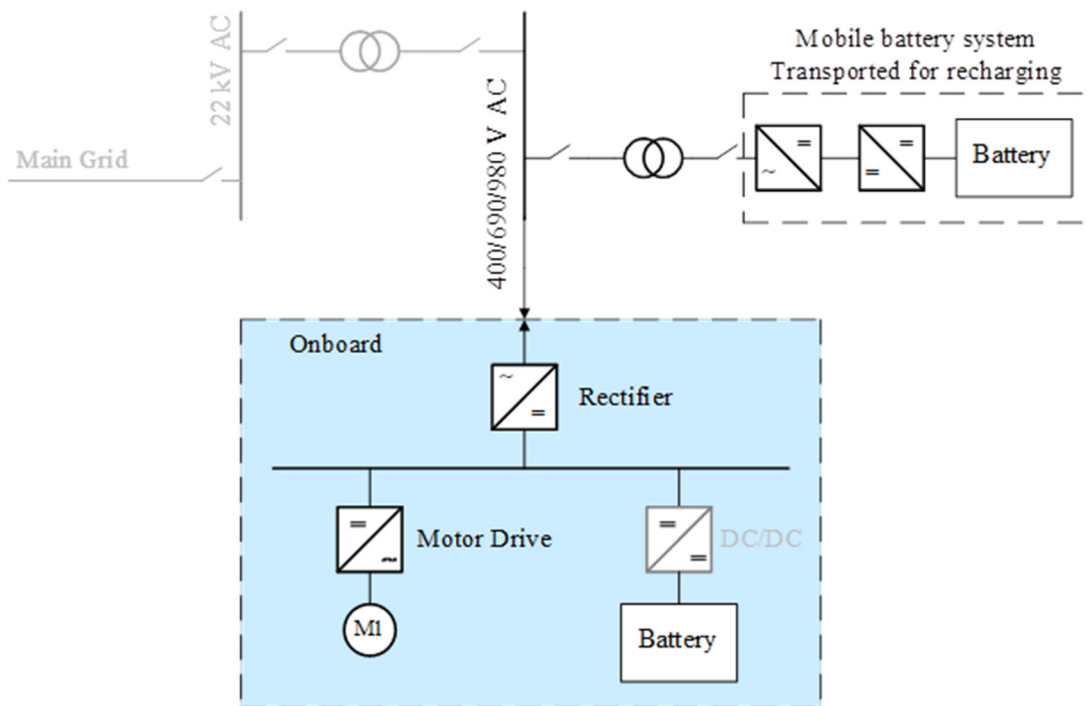 Mobile battery system
Transported for recharging
22 kV AC
400/690/980 V AC
Main Grid
=
~
=
=
Battery
Onboard
~
=
Rectifier
=
~
Motor Drive
=
=
DC/DC
M1
Battery